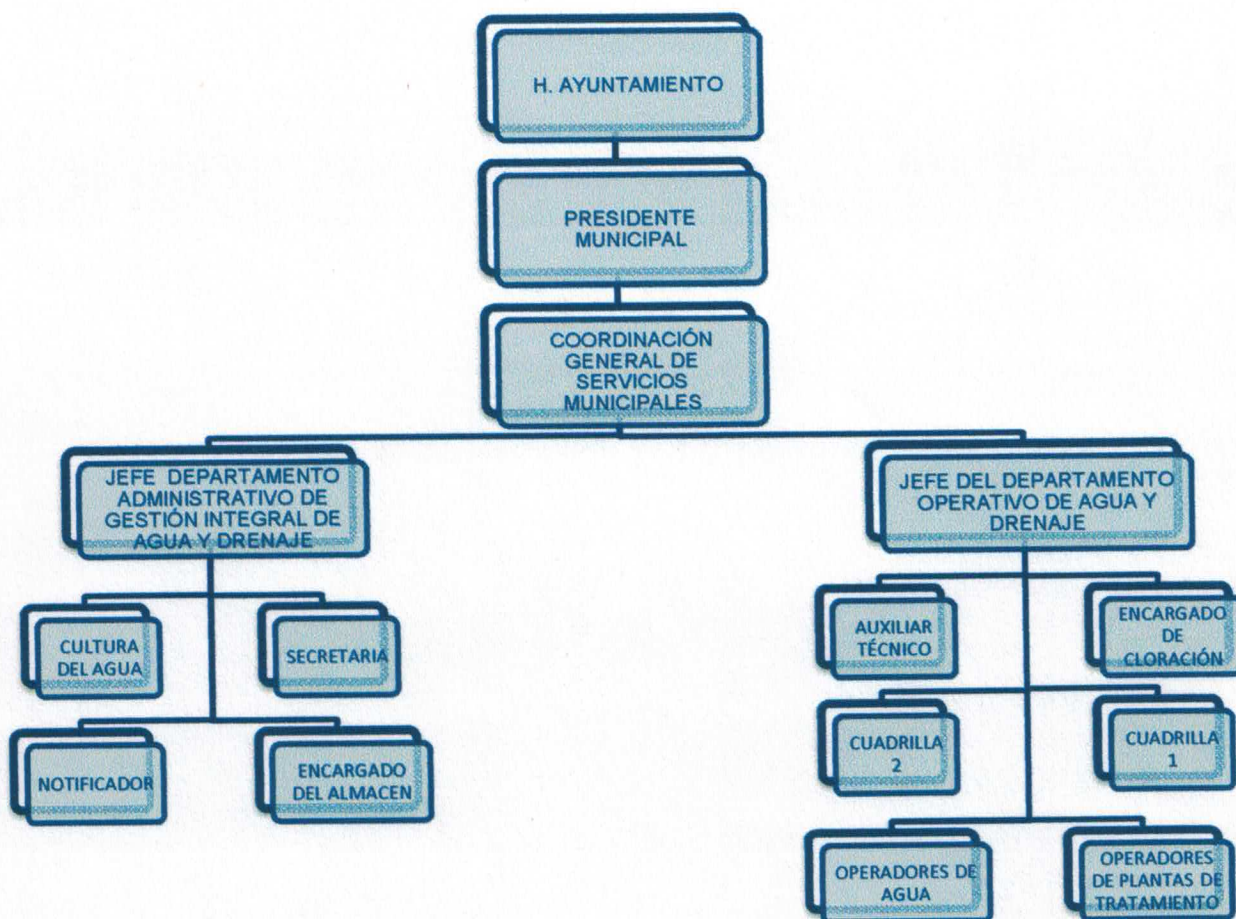 H. AYUNTAMIENTO
PRESIDENTE
MUNICIPAL
COORDINACIÓN
GENERAL DE
SERVICIOS
MUNICIPALES
JEFE DEPARTAMENTO
ADMINISTRATIVO DE
GESTIÓN INTEGRAL DE
AGUA Y DRENAJE
CULTURA
DEL AGUA
SECRETARIA
NOTIFICADOR
ENCARGADO
DEL ALMACEN
JEFE DEL DEPARTAMENTO
OPERATIVO DE AGUA Y
DRENAJE
AUXILIAR
TÉCNICO
ENCARGADO
DE
CLORACIÓN
CUADRILLA
2
CUADRILLA
1
OPERADORES DE
AGUA
OPERADORES
DE PLANTAS DE
TRATAMIENTO